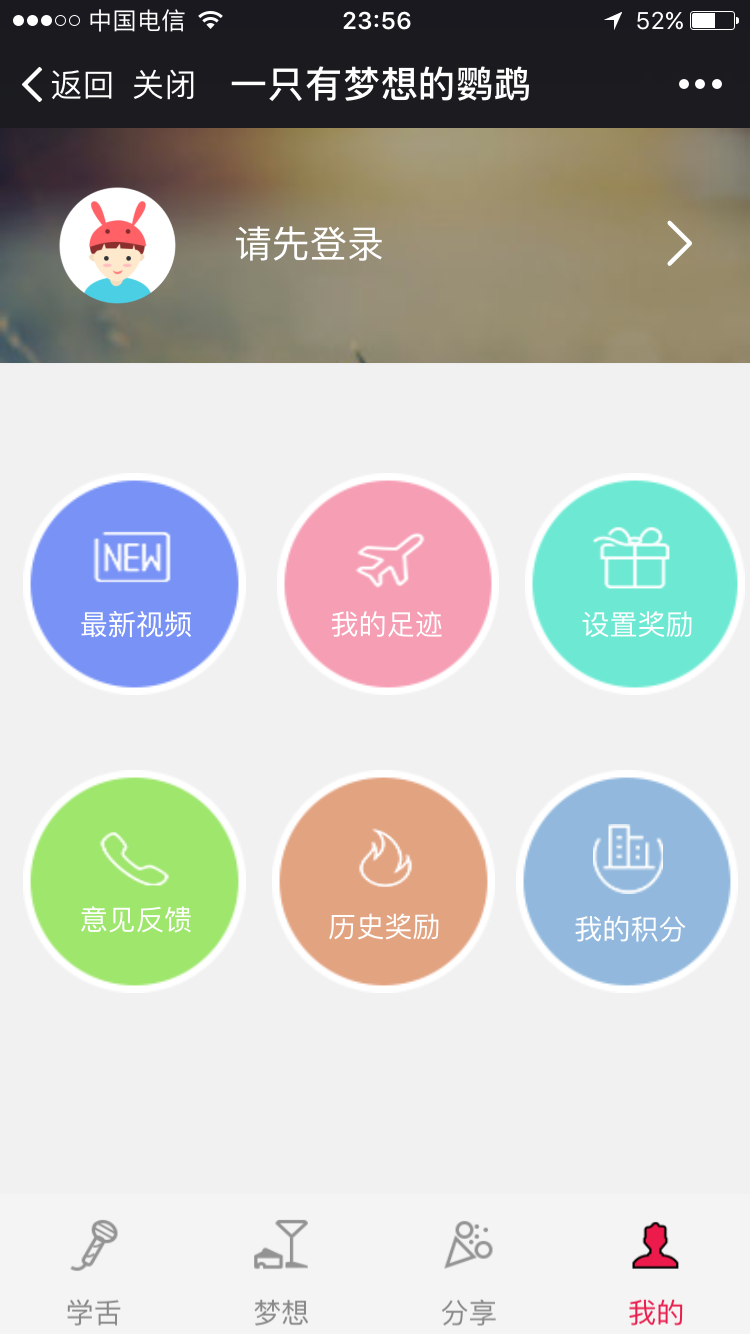 中国电信 23:56 52%
返回 关闭 一只有梦想的鹦鹉
请先登录
NEW
最新视频 我的足迹 设置奖励
意见反馈 历史奖励 我的积分
学舌 梦想 分享 我的